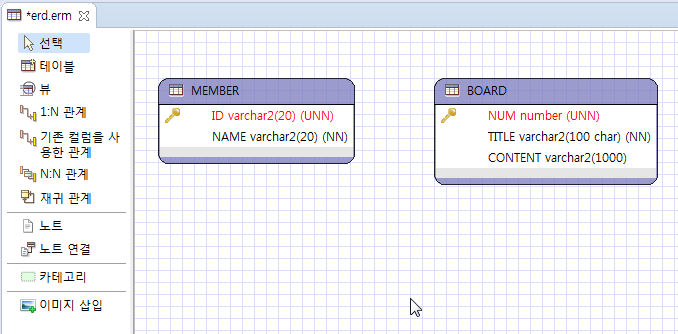 *erd.erm
선택
테이블
뷰
1:N 관계
기존 컬럼을 사
용한 관계
N:N 관계
재귀 관계
노트
노트 연결
카테고리
이미지 삽입
MEMBER
ID varchar2(20) (UNN)
NAME varchar2(20) (NN)
BOARD
NUM number (UNN)
TITLE varchar2(100 char) (NN)
CONTENT varchar2(1000)